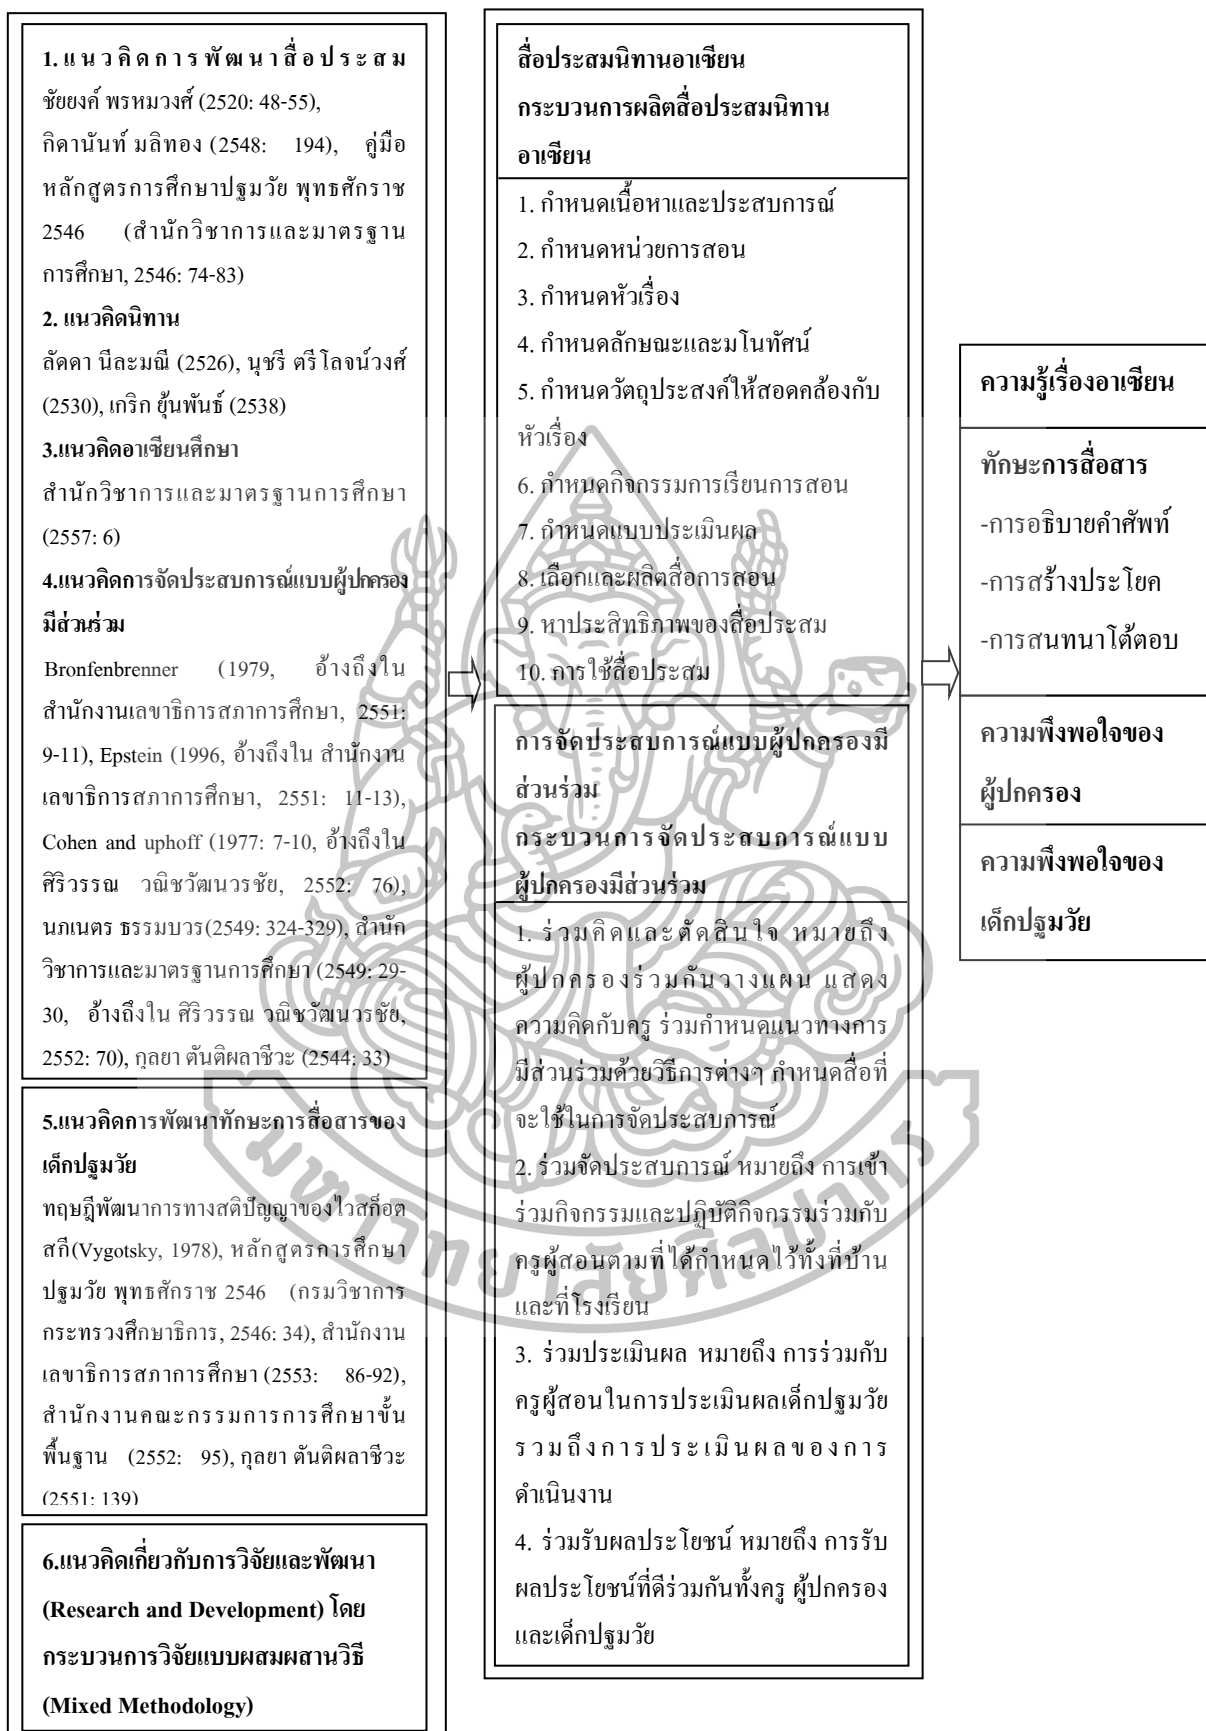 1. แนวคิดการพัฒนาสื่อประสม
ชัยยงค์ พรหมวงศ์ (2520: 48-55),
กิดานันท์ มลิทอง (2548: 194), คู่มือ
หลักสูตรการศึกษาปฐมวัย พุทธศักราช
2546 (สำนักวิชาการและมาตรฐาน
การศึกษา, 2546: 74-83)
2. แนวคิดนิทาน
ลัดดา นีละมณี (2526), นุชรี ตรีโลจน์วงศ์
(2530), เกริก ยุ้นพันธ์ (2538)
3.แนวคิดอาเซียนศึกษา
สำนักวิชาการและมาตรฐานการศึกษา
(2557: 6)
4.แนวคิดการจัดประสบการณ์แบบผู้ปกครอง
มีส่วนร่วม
Bronfenbrenner (1979, อ้างถึงใน
สำนักงานเลขาธิการสภาการศึกษา, 2551:
9-11), Epstein (1996, อ้างถึงใน สำนักงาน
เลขาธิการสภาการศึกษา, 2551: 11-13),
Cohen and uphoff (1977: 7-10, อ้างถึงใน
ศิริวรรณ วณิชวัฒนวรชัย, 2552: 76),
นภเนตร ธรรมบวร(2549: 324-329), สำนัก
วิชาการและมาตรฐานการศึกษา (2549: 29-
30, อ้างถึงใน ศิริวรรณ วณิชวัฒนวรชัย,
2552: 70), กุลยา ตันติผลาชีวะ (2544: 33)
5.แนวคิดการพัฒนาทักษะการสื่อสารของ
เด็กปฐมวัย
ทฤษฎีพัฒนาการทางสติปัญญาของไวสก็อต
สกี(Vygotsky, 1978), หลักสูตรการศึกษา
ปฐมวัย พุทธศักราช 2546 (กรมวิชาการ
กระทรวงศึกษาธิการ, 2546: 34), สำนักงาน
เลขาธิการสภาการศึกษา (2553: 86-92),
สำนักงานคณะกรรมการการศึกษาขั้น
พื้นฐาน (2552: 95), กุลยา ตันติผลาชีวะ
(2551: 139)
6.แนวคิดเกี่ยวกับการวิจัยและพัฒนา
(Research and Development) โดย
กระบวนการวิจัยแบบผสมผสานวิธี
(Mixed Methodology)
สื่อประสมนิทานอาเซียน
กระบวนการผลิตสื่อประสมนิทาน
อาเซียน
1. กำหนดเนื้อหาและประสบการณ์
2. กำหนดหน่วยการสอน
3. กำหนดหัวเรื่อง
4. กำหนดลักษณะและมโนทัศน์
5. กำหนดวัตถุประสงค์ให้สอดคล้องกับ
หัวเรื่อง
6. กำหนดกิจกรรมการเรียนการสอน
7. กำหนดแบบประเมินผล
8. เลือกและผลิตสื่อการสอน
9. หาประสิทธิภาพของสื่อประสม
10. การใช้สื่อประสม
การจัดประสบการณ์แบบผู้ปกครองมี
ส่วนร่วม
กระบวนการจัดประสบการณ์แบบ
ผู้ปกครองมีส่วนร่วม
1. ร่วมคิดและตัดสินใจ หมายถึง
ผู้ปกครองร่วมกันวางแผน แสดง
ความคิดกับครู ร่วมกำหนดแนวทางการ
มีส่วนร่วมด้วยวิธีการต่างๆ กำหนดสื่อที่
จะใช้ในการจัดประสบการณ์
2. ร่วมจัดประสบการณ์ หมายถึง การเข้า
ร่วมกิจกรรมและปฏิบัติกิจกรรมร่วมกับ
ครูผู้สอนตามที่ได้กำหนดไว้ทั้งที่บ้าน
และที่โรงเรียน
3. ร่วมประเมินผล หมายถึง การร่วมกับ
ครูผู้สอนในการประเมินผลเด็กปฐมวัย
รวมถึงการประเมินผลของการ
ดำเนินงาน
4. ร่วมรับผลประโยชน์ หมายถึง การรับ
ผลประโยชน์ที่ดีร่วมกันทั้งครู ผู้ปกครอง
และเด็กปฐมวัย
ความรู้เรื่องอาเซียน
ทักษะการสื่อสาร
-การอธิบายคำศัพท์
-การสร้างประโยค
-การสนทนาโต้ตอบ
ความพึงพอใจของ
ผู้ปกครอง
ความพึงพอใจของ
เด็กปฐมวัย
มหาวิทยาลัยศิลปากร